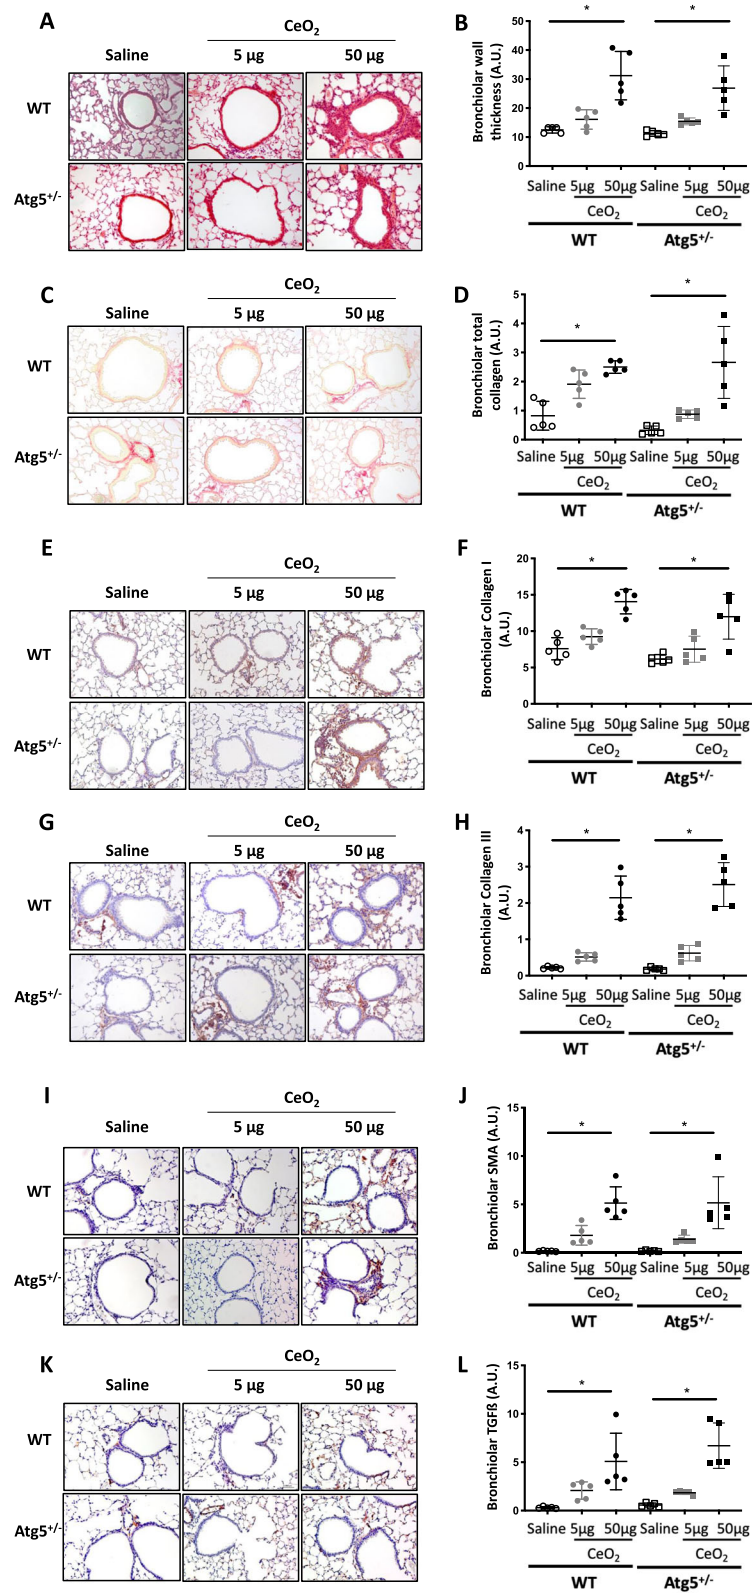 A
CeO2
Saline 5 µg 50 µg
WT
Atg5+/-
B
Bronchiolar wall
thickness (A.U.)
50
40
30
20
10
0
*
*
Saline 5µg 50µg Saline 5µg 50µg
CeO2 CeO2
WT Atg5+/-
C
CeO2
Saline 5 µg 50 µg
WT
Atg5+/-
D
Bronchiolar total
collagen (A.U.)
5
4
3
2
1
0
*
*
Saline 5µg 50µg Saline 5µg 50µg
CeO2 CeO2
WT Atg5+/-
E
CeO2
Saline 5 µg 50 µg
WT
Atg5+/-
F
Bronchiolar Collagen I
(A.U.)
20
15
10
5
0
*
*
Saline 5µg 50µg Saline 5µg 50µg
CeO2 CeO2
WT Atg5+/-
G
CeO2
Saline 5 µg 50 µg
WT
Atg5+/-
H
Bronchiolar Collagen III
(A.U.)
4
3
2
1
0
*
*
Saline 5µg 50µg Saline 5µg 50µg
CeO2 CeO2
WT Atg5+/-
I
CeO2
Saline 5 µg 50 µg
WT
Atg5+/-
J
Bronchiolar SMA (A.U.)
15
10
5
0
*
*
Saline 5µg 50µg Saline 5µg 50µg
CeO2 CeO2
WT Atg5+/-
K
CeO2
Saline 5 µg 50 µg
WT
Atg5+/-
L
Bronchiolar TGFß (A.U.)
15
10
5
0
*
*
Saline 5µg 50µg Saline 5µg 50µg
CeO2 CeO2
WT Atg5+/-